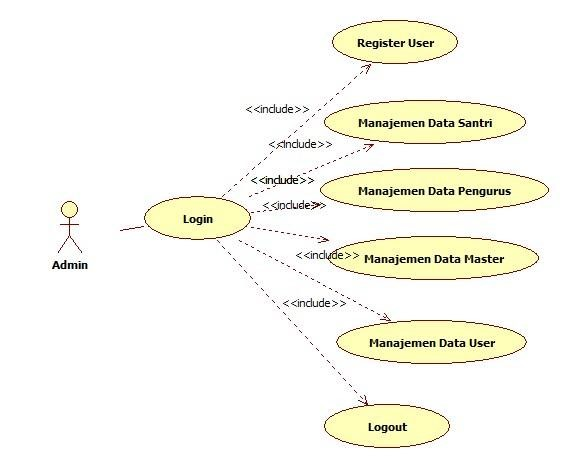 Register User
<<include>>
Manajemen Data Santri
<<include>>
<<include>>
Manajemen Data Pengurus
<<include>>
Login
Admin
<<include>>
Manajemen Data Master
<<include>>
Manajemen Data User
Logout